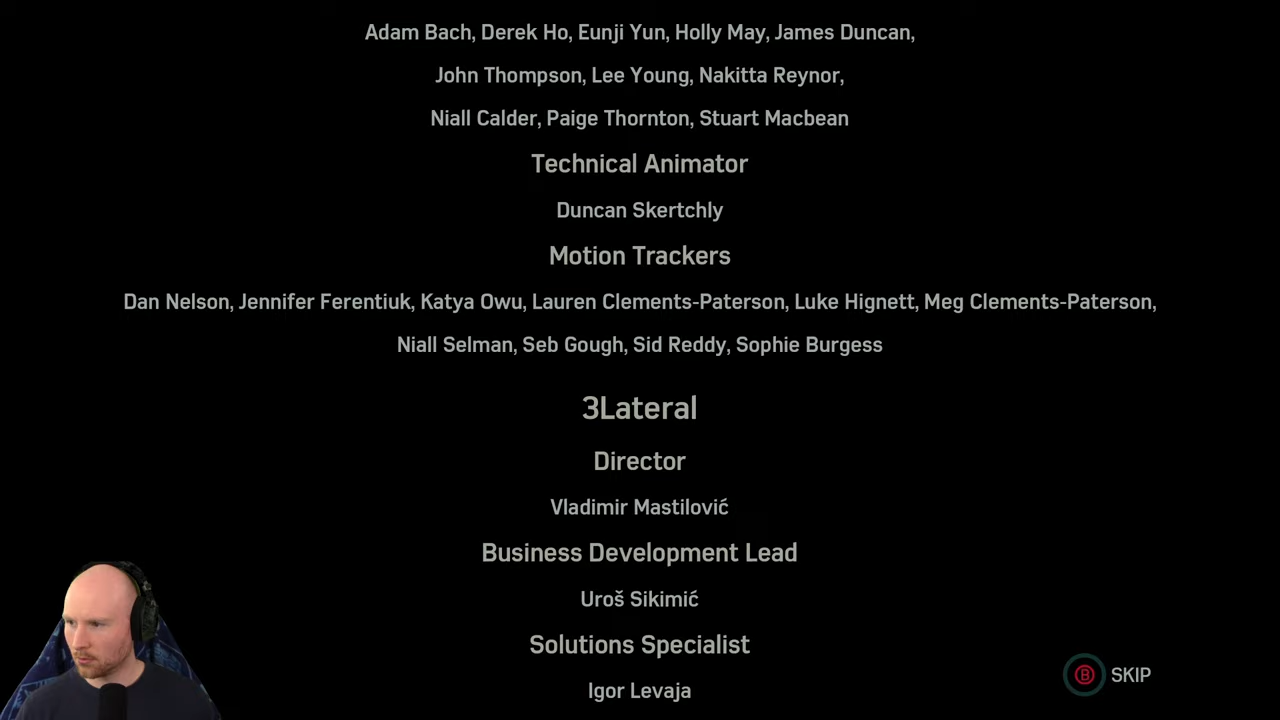 Adam Bach, Derek Ho, Eunji Yun, Holly May, James Duncan,
John Thompson, Lee Young, Nakitta Reynor,
Niall Calder, Paige Thornton, Stuart Macbean
Technical Animator
Duncan Skertchly
Motion Trackers
Dan Nelson, Jennifer Ferentiuk, Katya Owu, Lauren Clements-Paterson, Luke Hignett, Meg Clements-Paterson,
Niall Selman, Seb Gough, Sid Reddy, Sophie Burgess
3Lateral
Director
Vladimir Mastilović
Business Development Lead
Uroš Sikimić
Solutions Specialist
Igor Levaja
B SKIP